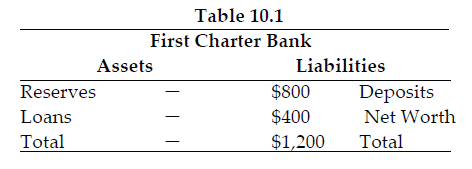 Table 10.1
First Charter Bank
Assets Liabilities
Reserves — $800 Deposits
Loans — $400 Net Worth
Total — $1,200 Total